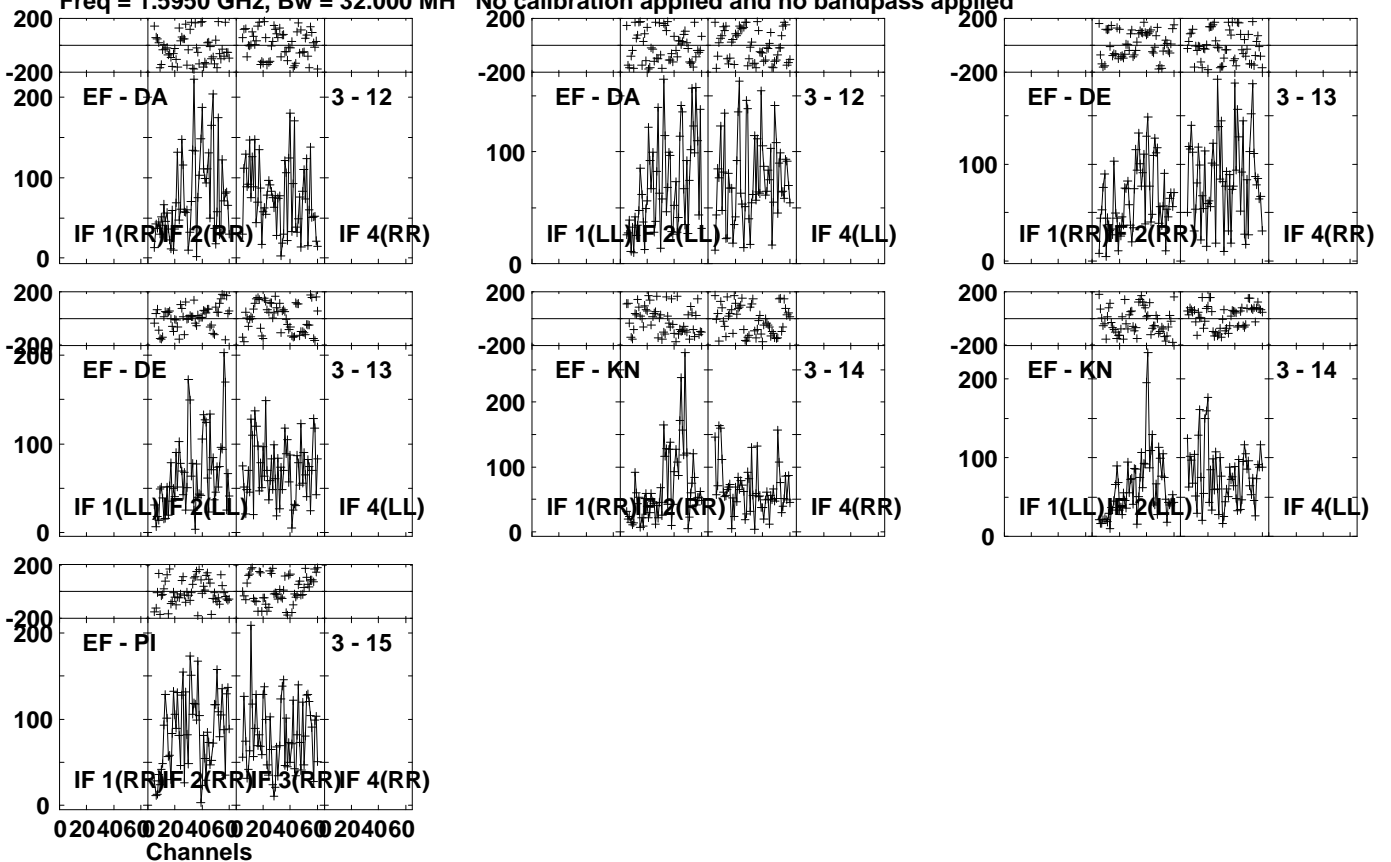 Freq = 1.5950 GHz, Bw = 32.000 MH No calibration applied and no bandpass applied
200
-200
200
100
0
EF - DA
3 - 12
IF 1(RR) IF 2(RR) IF 4(RR)
100
0
EF - DA
3 - 12
IF 1(LL) IF 2(LL) IF 4(LL)
200
-200
200
100
0
EF - DE
3 - 13
IF 1(RR) IF 2(RR) IF 4(RR)
200
-200
200
100
0
EF - DE
3 - 13
IF 1(LL) IF 2(LL) IF 4(LL)
200
-200
200
100
0
EF - KN
3 - 14
IF 1(RR) IF 2(RR) IF 4(RR)
200
-200
200
100
0
EF - KN
3 - 14
IF 1(LL) IF 2(LL) IF 4(LL)
200
-200
200
100
0
EF - PI
3 - 15
IF 1(RR) IF 2(RR) IF 3(RR) IF 4(RR)
0 20 40 60 0 20 40 60 0 20 40 60 0 20 40 60
Channels